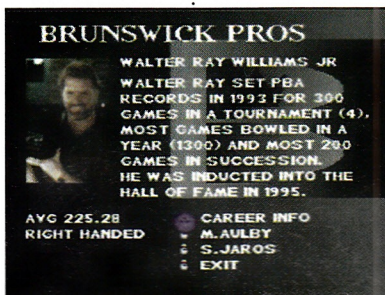 BRUNSWICK PROS
WALTER RAY WILLIAMS JR
WALTER RAY SET PBA
RECORDS IN 1993 FOR 300
GAMES IN A TOURNAMENT (4),
MOST GAMES BOWLED IN A
YEAR (1300) AND MOST 200
GAMES IN SUCCESSION.
HE WAS INDUCTED INTO THE
HALL OF FAME IN 1995.
AVG 225.28
RIGHT HANDED
CAREER INFO
M.AULBY
S.JAROS
EXIT